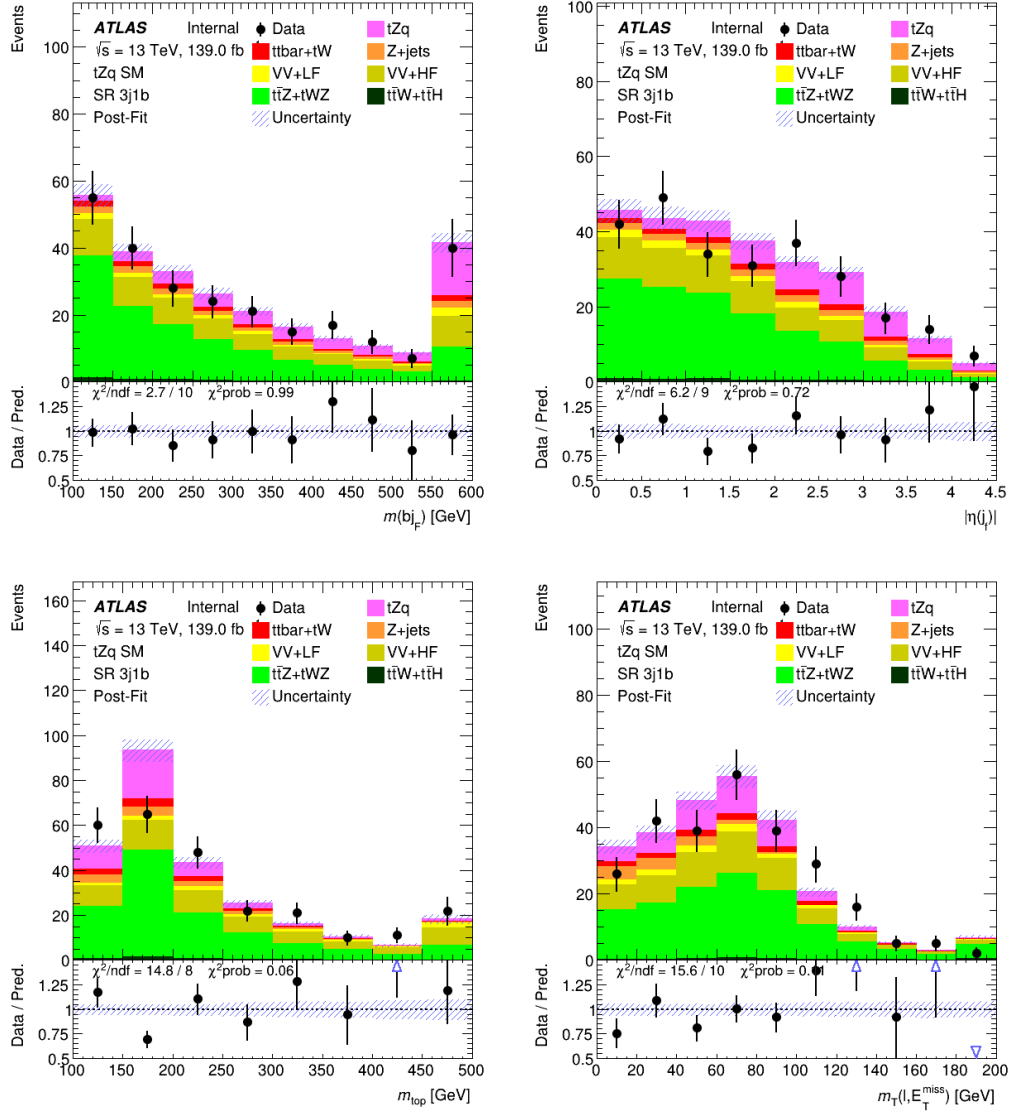 Events
100
80
60
40
20
0
ATLAS Internal
√s = 13 TeV, 139.0 fb
tZq SM
SR 3j1b
Post-Fit
Data
tZq
ttbar+tW
Z+jets
VV+LF
VV+HF
tt̄Z+tWZ
tt̄W+tt̄H
Uncertainty
χ²/ndf = 2.7 / 10 χ²prob = 0.99
Data / Pred.
1.25
1
0.75
0.5
100 150 200 250 300 350 400 450 500 550 600
m(bj_F) [GeV]
Events
100
80
60
40
20
0
ATLAS Internal
√s = 13 TeV, 139.0 fb
tZq SM
SR 3j1b
Post-Fit
Data
tZq
ttbar+tW
Z+jets
VV+LF
VV+HF
tt̄Z+tWZ
tt̄W+tt̄H
Uncertainty
χ²/ndf = 6.2 / 9 χ²prob = 0.72
Data / Pred.
1.25
1
0.75
0.5
0 0.5 1 1.5 2 2.5 3 3.5 4 4.5
|η(j_f)|
Events
160
140
120
100
80
60
40
20
0
ATLAS Internal
√s = 13 TeV, 139.0 fb
tZq SM
SR 3j1b
Post-Fit
Data
tZq
ttbar+tW
Z+jets
VV+LF
VV+HF
tt̄Z+tWZ
tt̄W+tt̄H
Uncertainty
χ²/ndf = 14.8 / 8 χ²prob = 0.06
Data / Pred.
1.25
1
0.75
0.5
100 150 200 250 300 350 400 450 500
m_top [GeV]
Events
100
80
60
40
20
0
ATLAS Internal
√s = 13 TeV, 139.0 fb
tZq SM
SR 3j1b
Post-Fit
Data
tZq
ttbar+tW
Z+jets
VV+LF
VV+HF
tt̄Z+tWZ
tt̄W+tt̄H
Uncertainty
χ²/ndf = 15.6 / 10 χ²prob =
Data / Pred.
1.25
1
0.75
0.5
0 20 40 60 80 100 120 140 160 180 200
m_T(l,E_T^miss) [GeV]